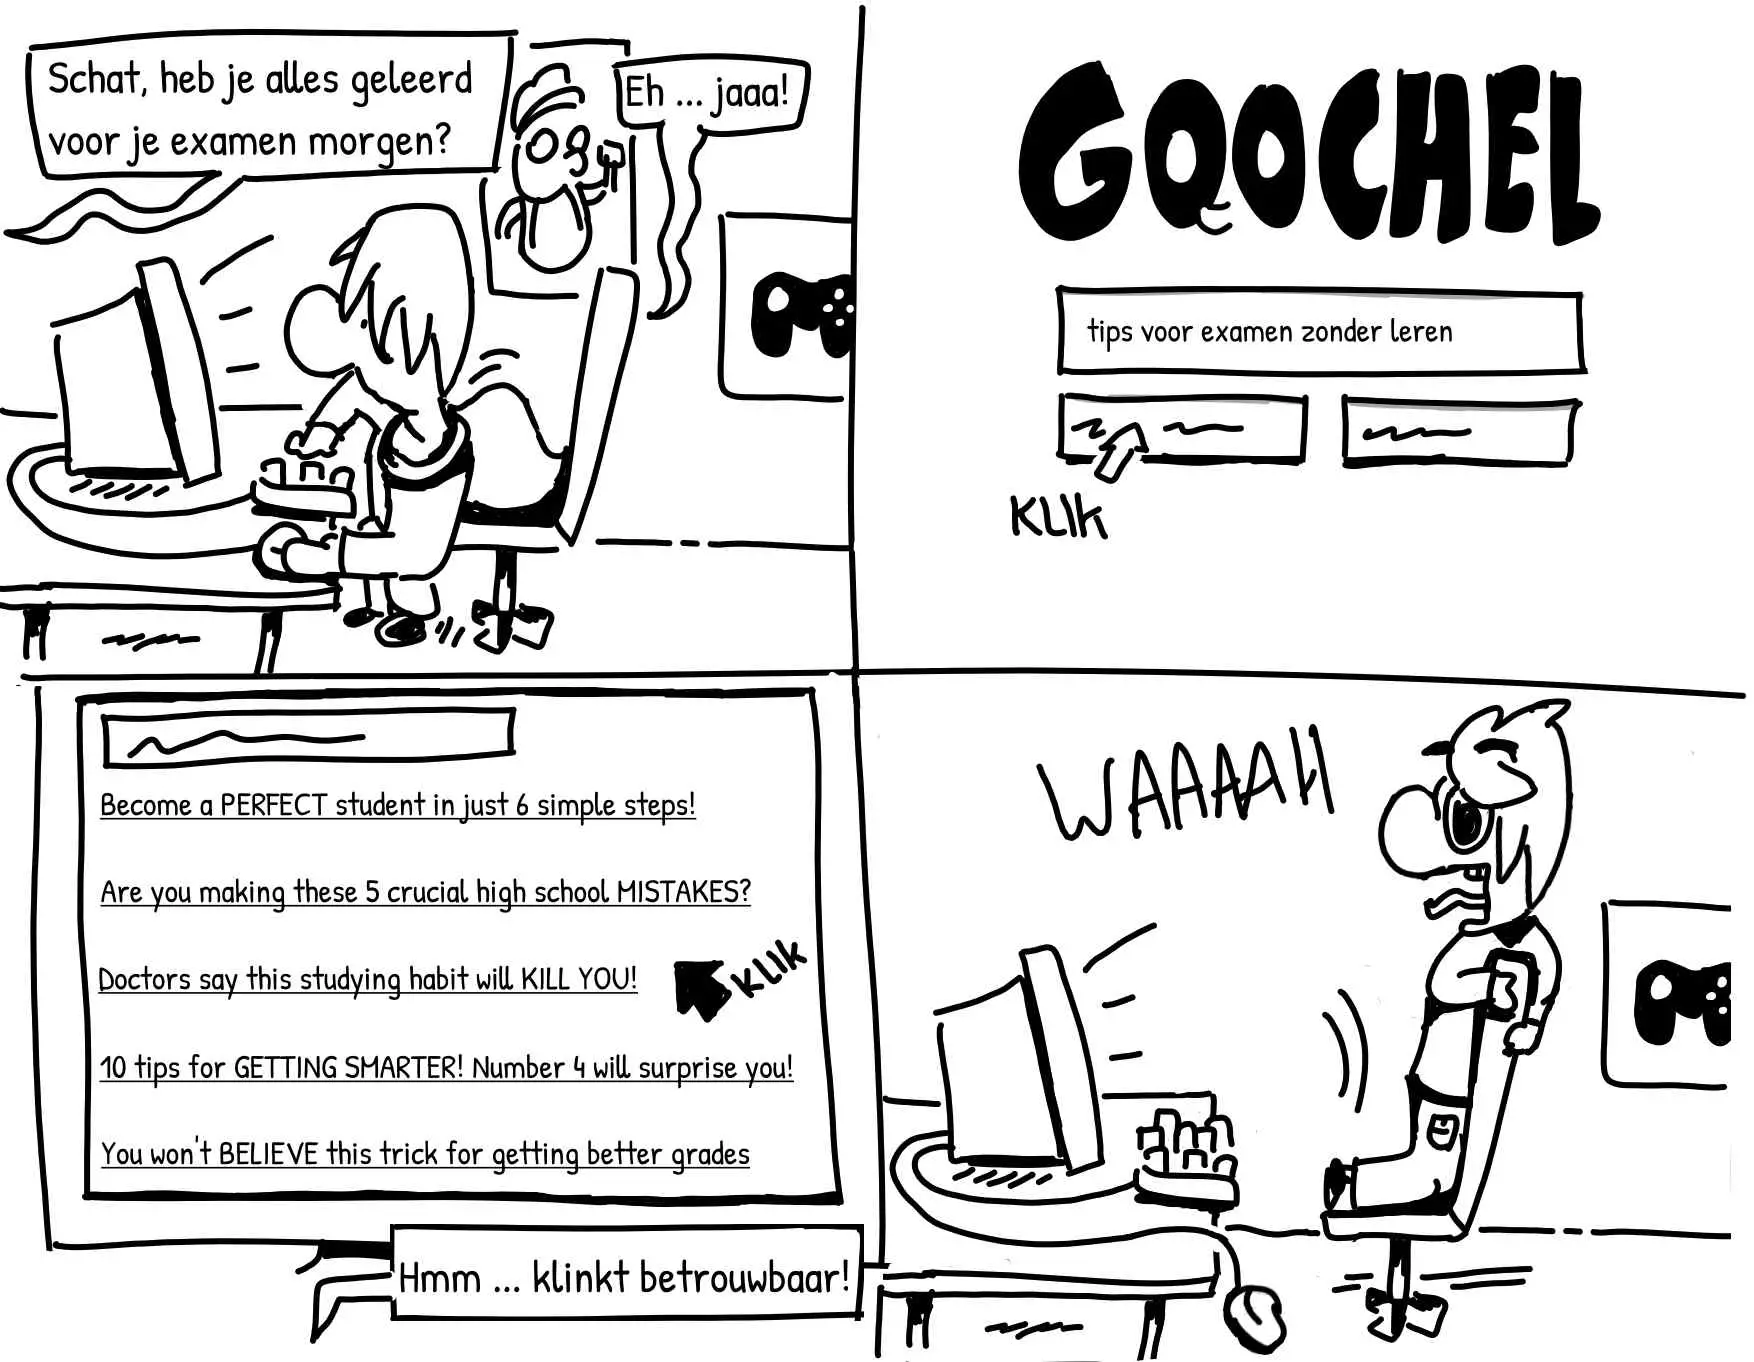 Schat, heb je alles geleerd
voor je examen morgen?
Eh ... jaaa!
GOOCHEL
tips voor examen zonder leren
KLIK
Become a PERFECT student in just 6 simple steps!
Are you making these 5 crucial high school MISTAKES?
Doctors say this studying habit will KILL YOU!
KLIK
10 tips for GETTING SMARTER! Number 4 will surprise you!
You won't BELIEVE this trick for getting better grades
Hmm ... klinkt betrouwbaar!
WAAAAH